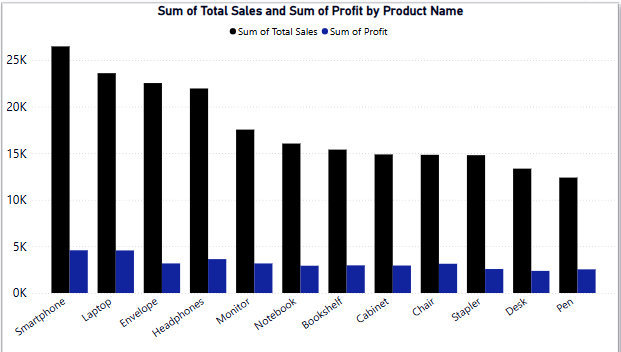 Sum of Total Sales and Sum of Profit by Product Name
Sum of Total Sales Sum of Profit
25K
20K
15K
10K
5K
0K
Smartphone
Laptop
Envelope
Headphones
Monitor
Notebook
Bookshelf
Cabinet
Chair
Stapler
Desk
Pen